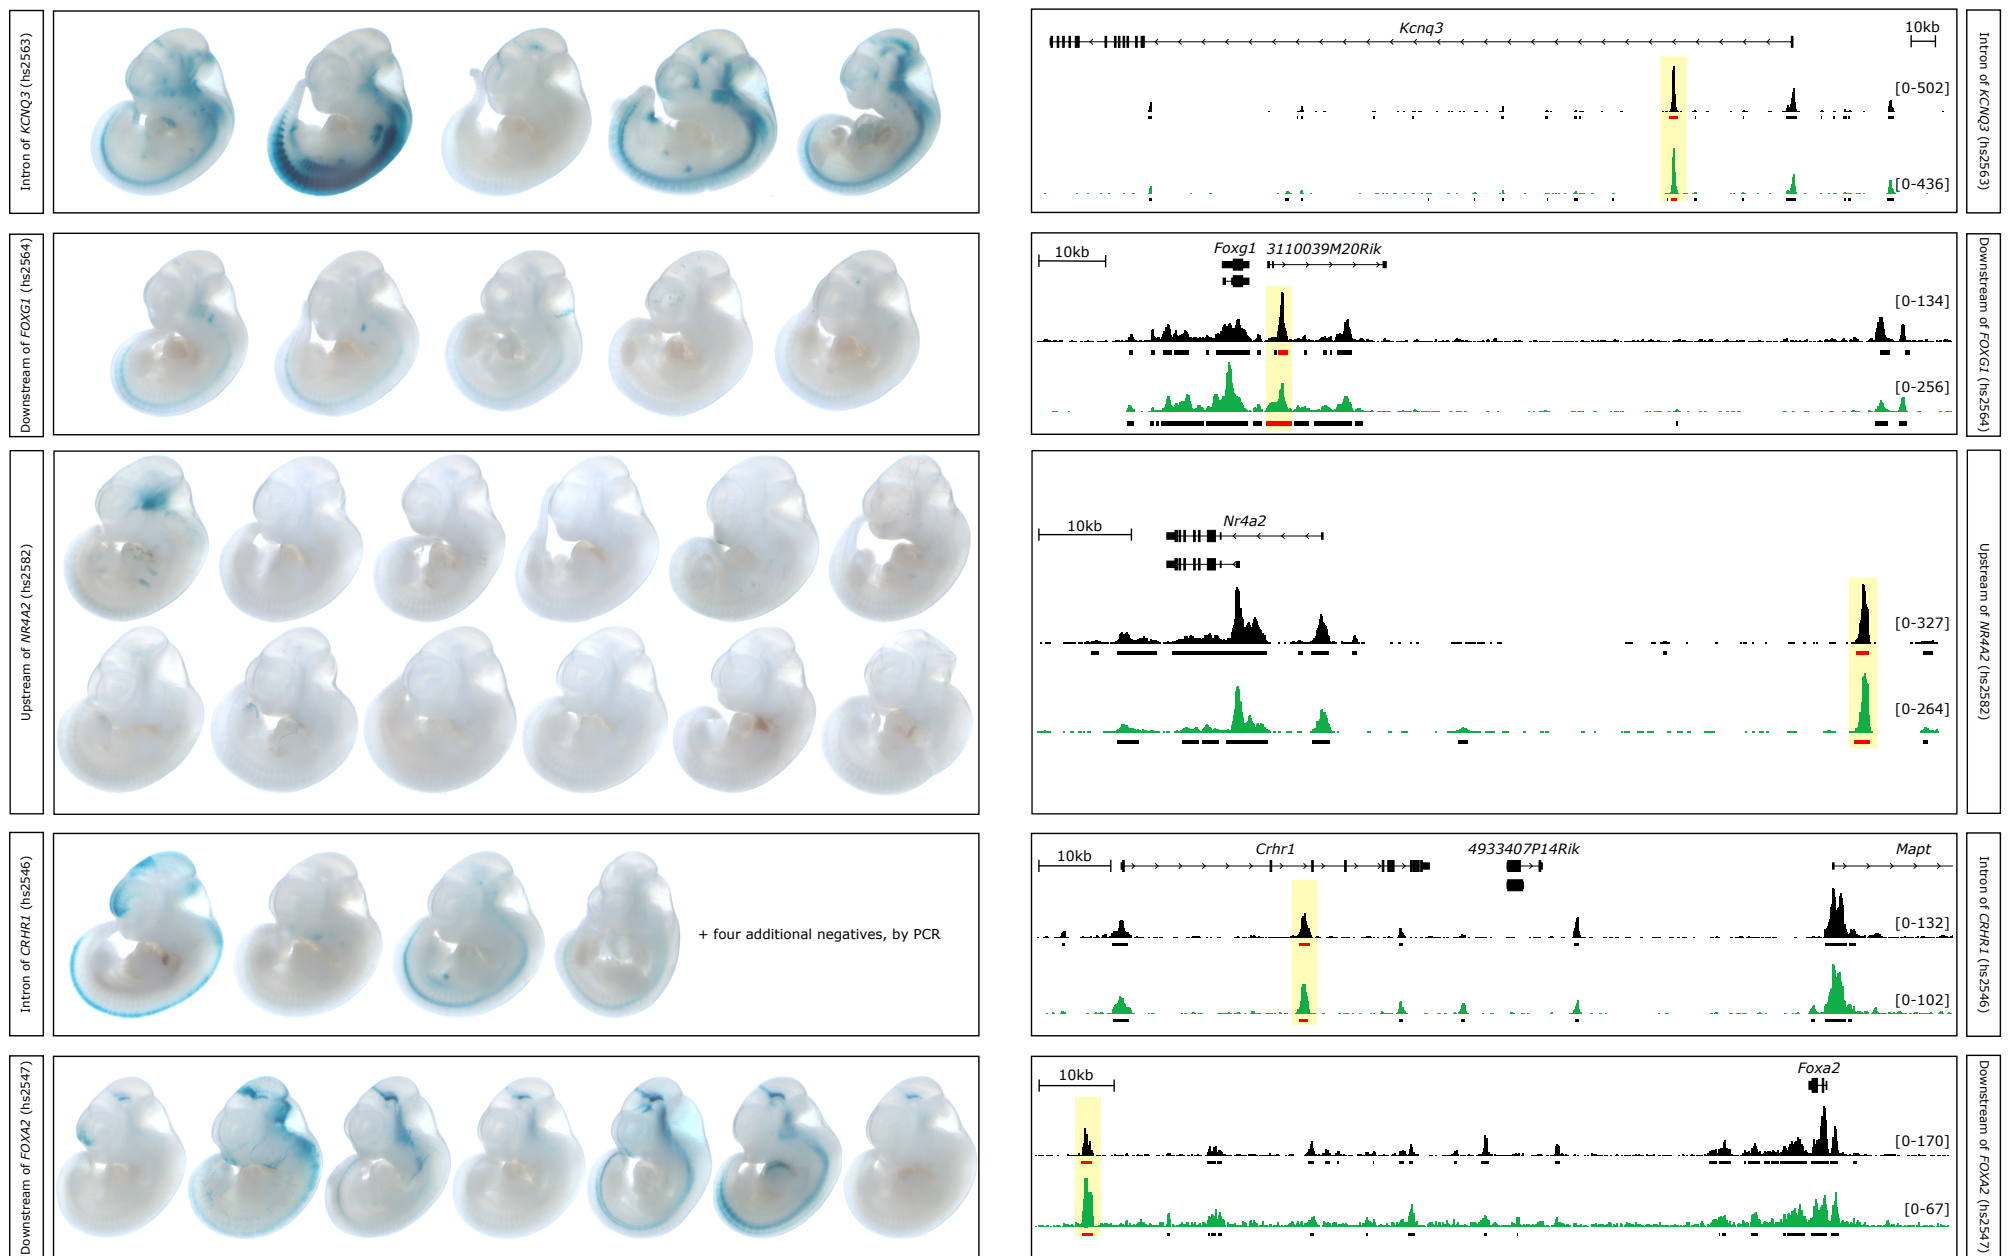 Intron of KCNQ3 (hs2563)
Kcnq3
10kb
[0-502]
[0-436]
Intron of KCNQ3 (hs2563)
Downstream of FOXG1 (hs2564)
10kb
Foxg1 3110039M20Rik
[0-134]
[0-256]
Downstream of FOXG1 (hs2564)
Upstream of NR4A2 (hs2582)
10kb
Nr4a2
[0-327]
[0-264]
Upstream of NR4A2 (hs2582)
Intron of CRHR1 (hs2546)
+ four additional negatives, by PCR
10kb
Crhr1
4933407P14Rik
Mapt
[0-132]
[0-102]
Intron of CRHR1 (hs2546)
Downstream of FOXA2 (hs2547)
10kb
Foxa2
[0-170]
[0-67]
Downstream of FOXA2 (hs2547)